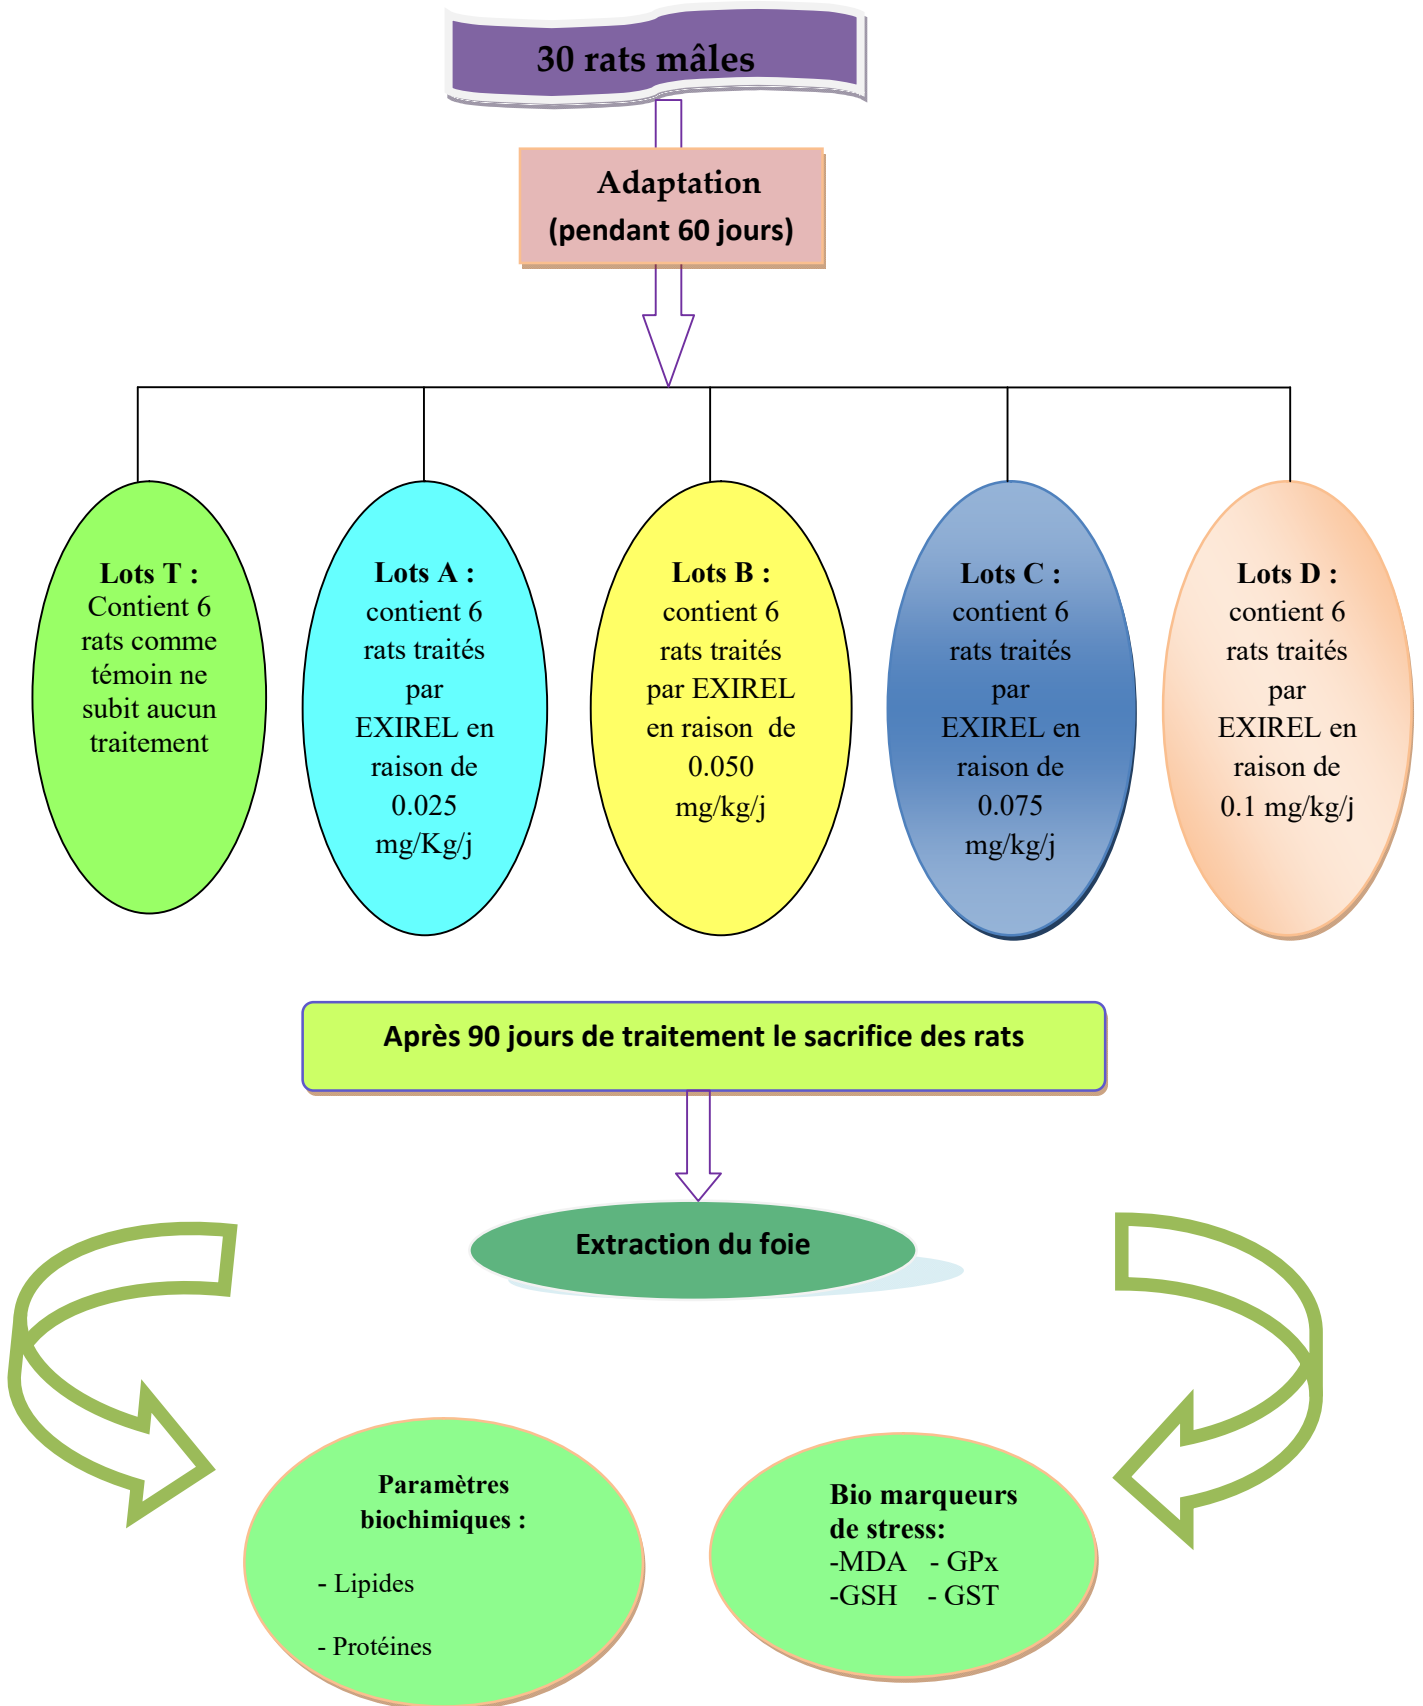 30 rats mâles
Adaptation
(pendant 60 jours)
Lots T :
Contient 6
rats comme
témoin ne
subit aucun
traitement
Lots A :
contient 6
rats traités
par
EXIREL en
raison de
0.025
mg/Kg/j
Lots B :
contient 6
rats traités
par EXIREL
en raison de
0.050
mg/kg/j
Lots C :
contient 6
rats traités
par
EXIREL en
raison de
0.075
mg/kg/j
Lots D :
contient 6
rats traités
par
EXIREL en
raison de
0.1 mg/kg/j
Après 90 jours de traitement le sacrifice des rats
Extraction du foie
Paramètres
biochimiques :
- Lipides
- Protéines
Bio marqueurs
de stress:
-MDA - GPx
-GSH - GST